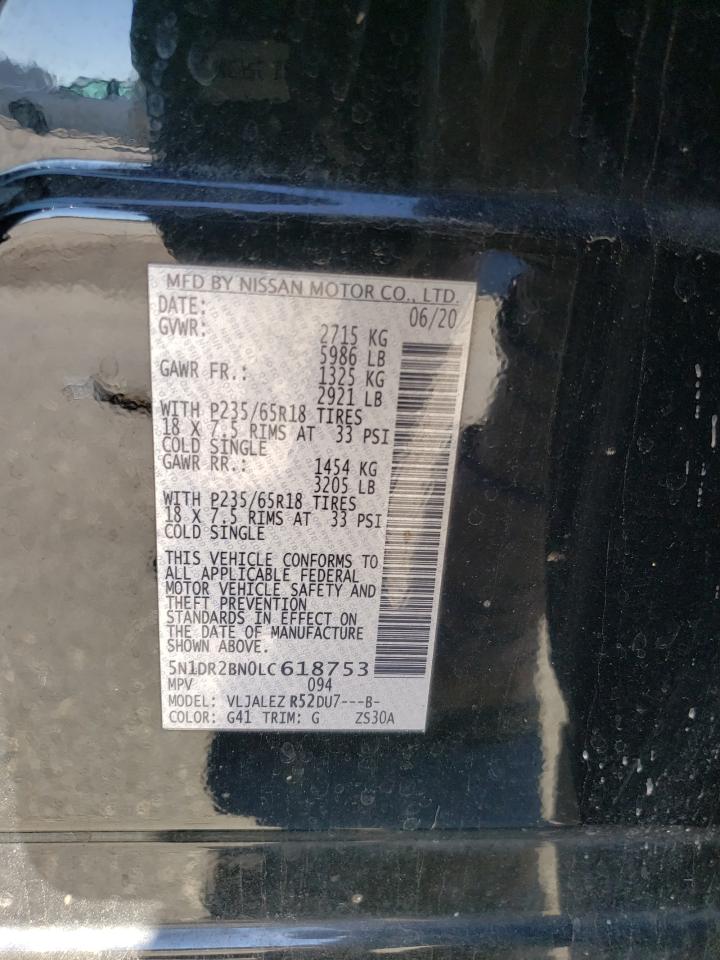 MFD BY NISSAN MOTOR CO., LTD.
DATE: 06/20
GVWR: 2715 KG
5986 LB
GAWR FR.: 1325 KG
2921 LB
WITH P235/65R18 TIRES
18 X 7.5 RIMS AT 33 PSI
COLD SINGLE
GAWR RR.: 1454 KG
3205 LB
WITH P235/65R18 TIRES
18 X 7.5 RIMS AT 33 PSI
COLD SINGLE
THIS VEHICLE CONFORMS TO
ALL APPLICABLE FEDERAL
MOTOR VEHICLE SAFETY AND
THEFT PREVENTION
STANDARDS IN EFFECT ON
THE DATE OF MANUFACTURE
SHOWN ABOVE.
5N1DR2BN0LC618753
MPV 094
MODEL: VLJALEZ R52DU7---B-
COLOR: G41 TRIM: G ZS30A